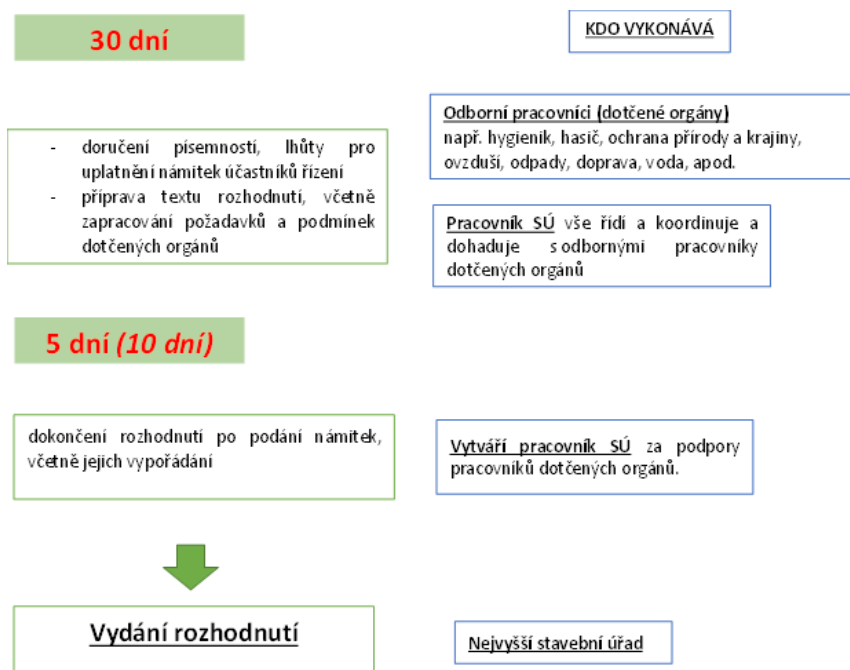 30 dní
KDO VYKONÁVÁ
Odborní pracovníci (dotčené orgány)
např. hygienik, hasič, ochrana přírody a krajiny,
ovzduší, odpady, doprava, voda, apod.
- doručení písemností, lhůty pro
uplatnění námitek účastníků řízení
- příprava textu rozhodnutí, včetně
zapracování požadavků a podmínek
dotčených orgánů
Pracovník SÚ vše řídí a koordinuje a
dohaduje s odbornými pracovníky
dotčených orgánů
5 dní (10 dní)
dokončení rozhodnutí po podání námitek,
včetně jejich vypořádání
Vytváří pracovník SÚ za podpory
pracovníků dotčených orgánů.
Vydání rozhodnutí
Nejvyšší stavební úřad